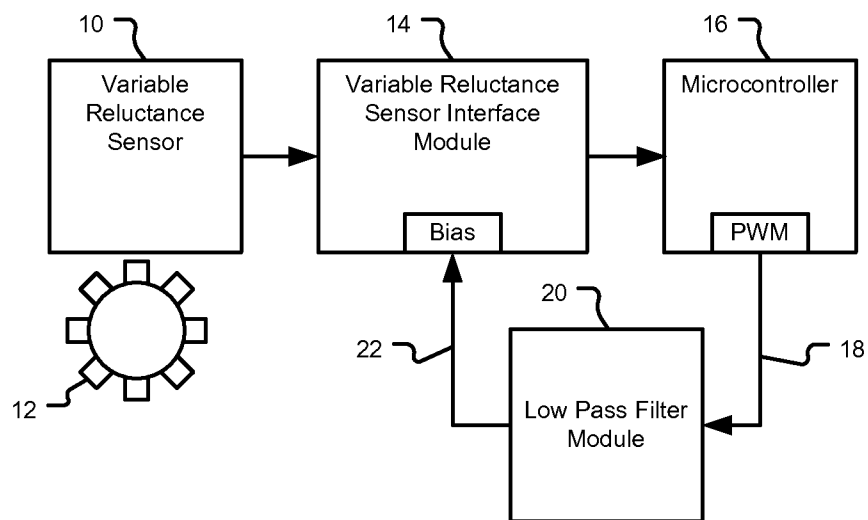 10
14
16
Variable
Reluctance
Sensor
Variable Reluctance
Sensor Interface
Module
Microcontroller
Bias
PWM
20
22
18
12
Low Pass Filter
Module